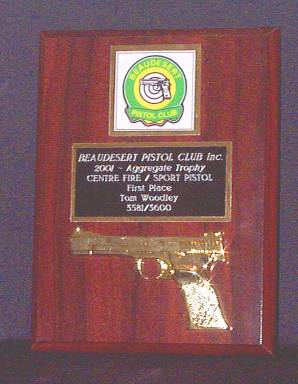 BEAUDESERT
PISTOL CLUB
BEAUDESERT PISTOL CLUB Inc.
2001 - Aggregate Trophy
CENTRE FIRE / SPORT PISTOL
First Place
Tom Woodley
3581/3600